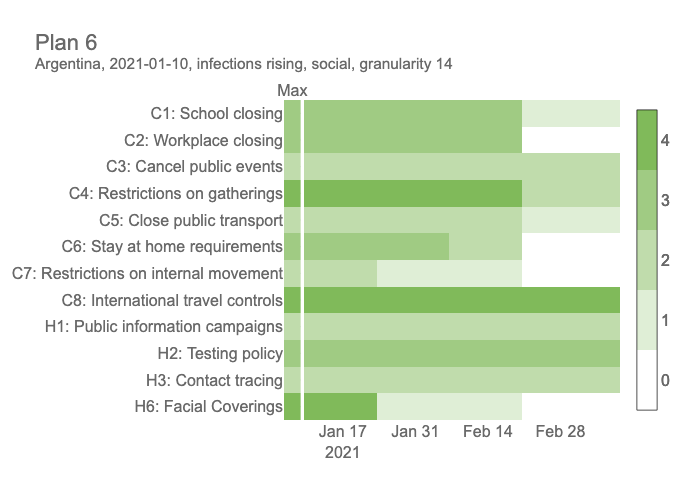 Plan 6
Argentina, 2021-01-10, infections rising, social, granularity 14
Max
C1: School closing
C2: Workplace closing
C3: Cancel public events
C4: Restrictions on gatherings
C5: Close public transport
C6: Stay at home requirements
C7: Restrictions on internal movement
C8: International travel controls
H1: Public information campaigns
H2: Testing policy
H3: Contact tracing
H6: Facial Coverings
Jan 17 Jan 31 Feb 14 Feb 28
2021
4
3
2
1
0